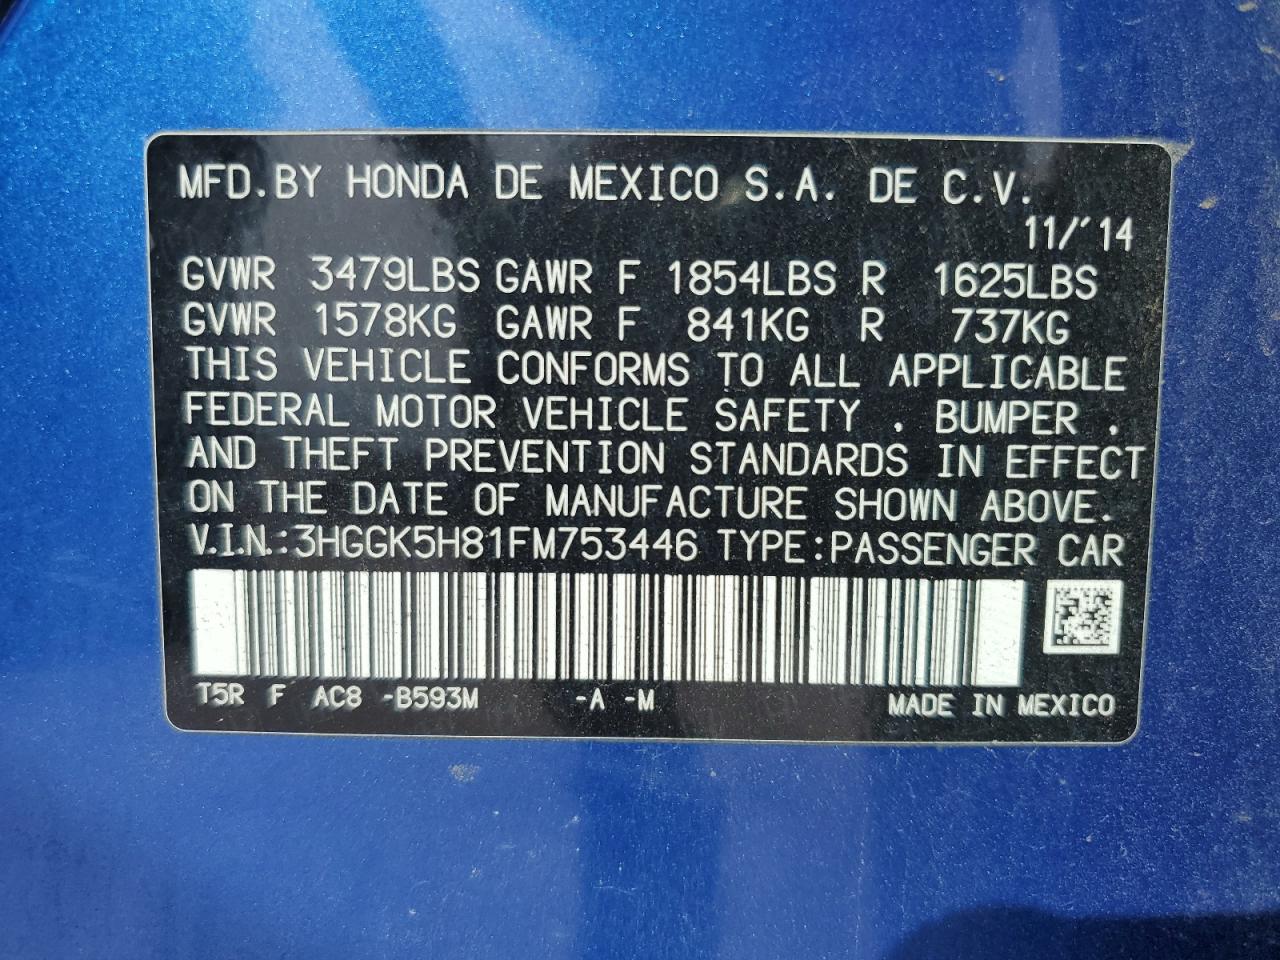 MFD.BY HONDA DE MEXICO S.A. DE C.V.
11/'14
GVWR 3479LBS GAWR F 1854LBS R 1625LBS
GVWR 1578KG GAWR F 841KG R 737KG
THIS VEHICLE CONFORMS TO ALL APPLICABLE
FEDERAL MOTOR VEHICLE SAFETY , BUMPER ,
AND THEFT PREVENTION STANDARDS IN EFFECT
ON THE DATE OF MANUFACTURE SHOWN ABOVE.
V.I.N.:3HGGK5H81FM753446 TYPE:PASSENGER CAR
T5R F AC8 -B593M -A -M MADE IN MEXICO